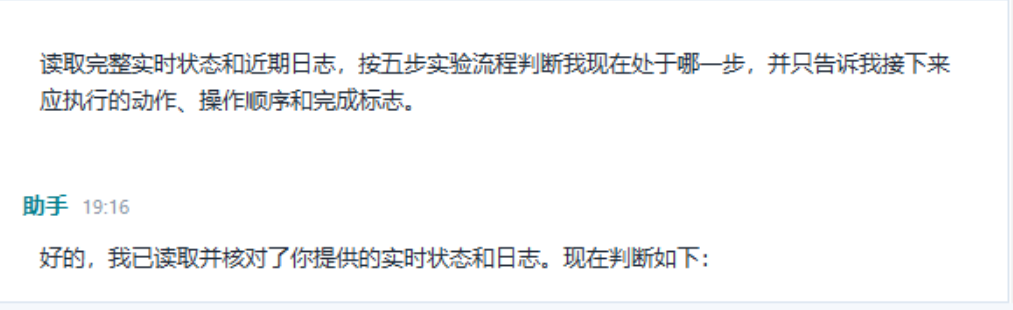 读取完整实时状态和近期日志，按五步实验流程判断我现在处于哪一步，并只告诉我接下来
应执行的动作、操作顺序和完成标志。
助手 19:16
好的，我已读取并核对了你提供的实时状态和日志。现在判断如下：